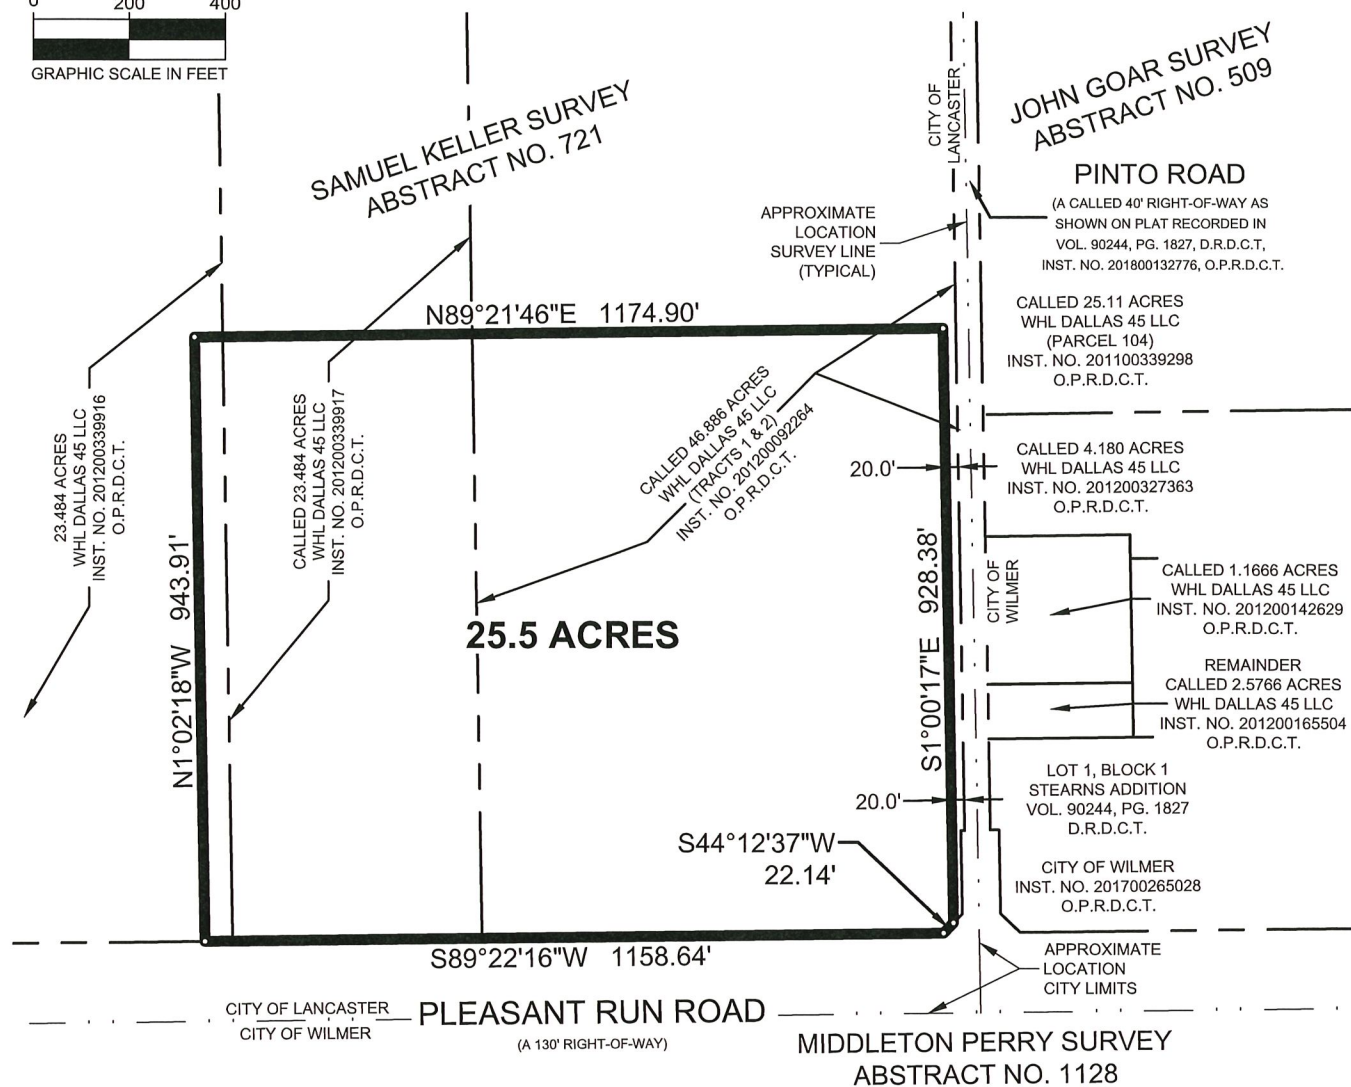 0 200 400
GRAPHIC SCALE IN FEET
SAMUEL KELLER SURVEY
ABSTRACT NO. 721
CITY OF
LANCASTER
JOHN GOAR SURVEY
ABSTRACT NO. 509
PINTO ROAD
(A CALLED 40' RIGHT-OF-WAY AS
SHOWN ON PLAT RECORDED IN
VOL. 90244, PG. 1827, D.R.D.C.T,
INST. NO. 201800132776, O.P.R.D.C.T.
APPROXIMATE
LOCATION
SURVEY LINE
(TYPICAL)
N89°21'46"E 1174.90'
CALLED 25.11 ACRES
WHL DALLAS 45 LLC
(PARCEL 104)
INST. NO. 201100339298
O.P.R.D.C.T.
23.484 ACRES
WHL DALLAS 45 LLC
INST. NO. 201200339916
O.P.R.D.C.T.
CALLED 23.484 ACRES
WHL DALLAS 45 LLC
INST. NO. 201200339917
O.P.R.D.C.T.
CALLED 46.886 ACRES
WHL DALLAS 45 LLC
(TRACTS 1 & 2)
INST. NO. 201200092264
O.P.R.D.C.T.
20.0'
CALLED 4.180 ACRES
WHL DALLAS 45 LLC
INST. NO. 201200327363
O.P.R.D.C.T.
N1°02'18"W 943.91'
25.5 ACRES
S1°00'17"E 928.38'
CITY OF
WILMER
CALLED 1.1666 ACRES
WHL DALLAS 45 LLC
INST. NO. 201200142629
O.P.R.D.C.T.
REMAINDER
CALLED 2.5766 ACRES
WHL DALLAS 45 LLC
INST. NO. 201200165504
O.P.R.D.C.T.
20.0'
LOT 1, BLOCK 1
STEARNS ADDITION
VOL. 90244, PG. 1827
D.R.D.C.T.
S44°12'37"W
22.14'
CITY OF WILMER
INST. NO. 201700265028
O.P.R.D.C.T.
S89°22'16"W 1158.64'
APPROXIMATE
LOCATION
CITY LIMITS
CITY OF LANCASTER
CITY OF WILMER
PLEASANT RUN ROAD
(A 130' RIGHT-OF-WAY)
MIDDLETON PERRY SURVEY
ABSTRACT NO. 1128